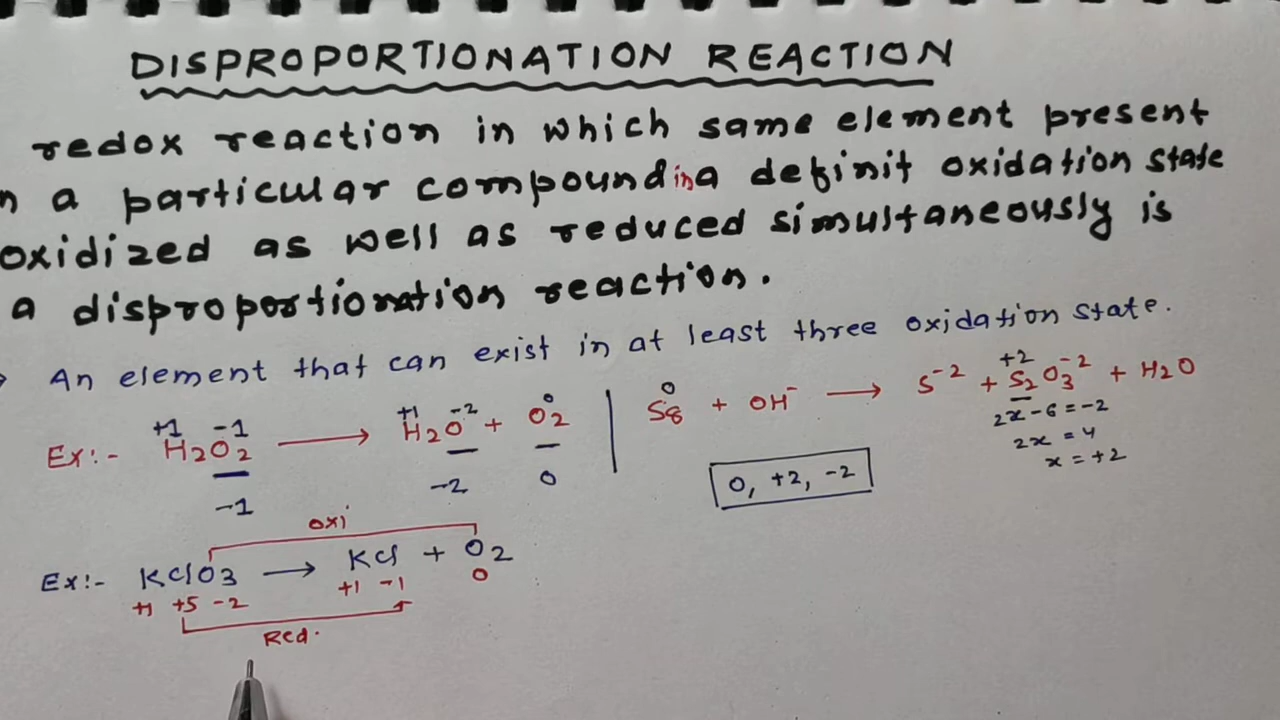 DISPROPORTIONATION REACTION
redox reaction in which same element present
n a particular compound in a definit oxidation state
oxidized as well as reduced simultaneously is
a disproportionation reaction.
An element that can exist in at least three oxidation state.
Ex:- H₂O₂ ⟶ H₂O + O₂ | S₈ + OH⁻ ⟶ S⁻² + S₂O₃⁻² + H₂O
+1 -1 +1 -2 0 0 +2
-1 -2 0
2x - 6 = -2
2x = 4
x = +2
0, +2, -2
oxi
Ex:- KClO₃ ⟶ KCl + O₂
+1 +5 -2 +1 -1 0
Red.